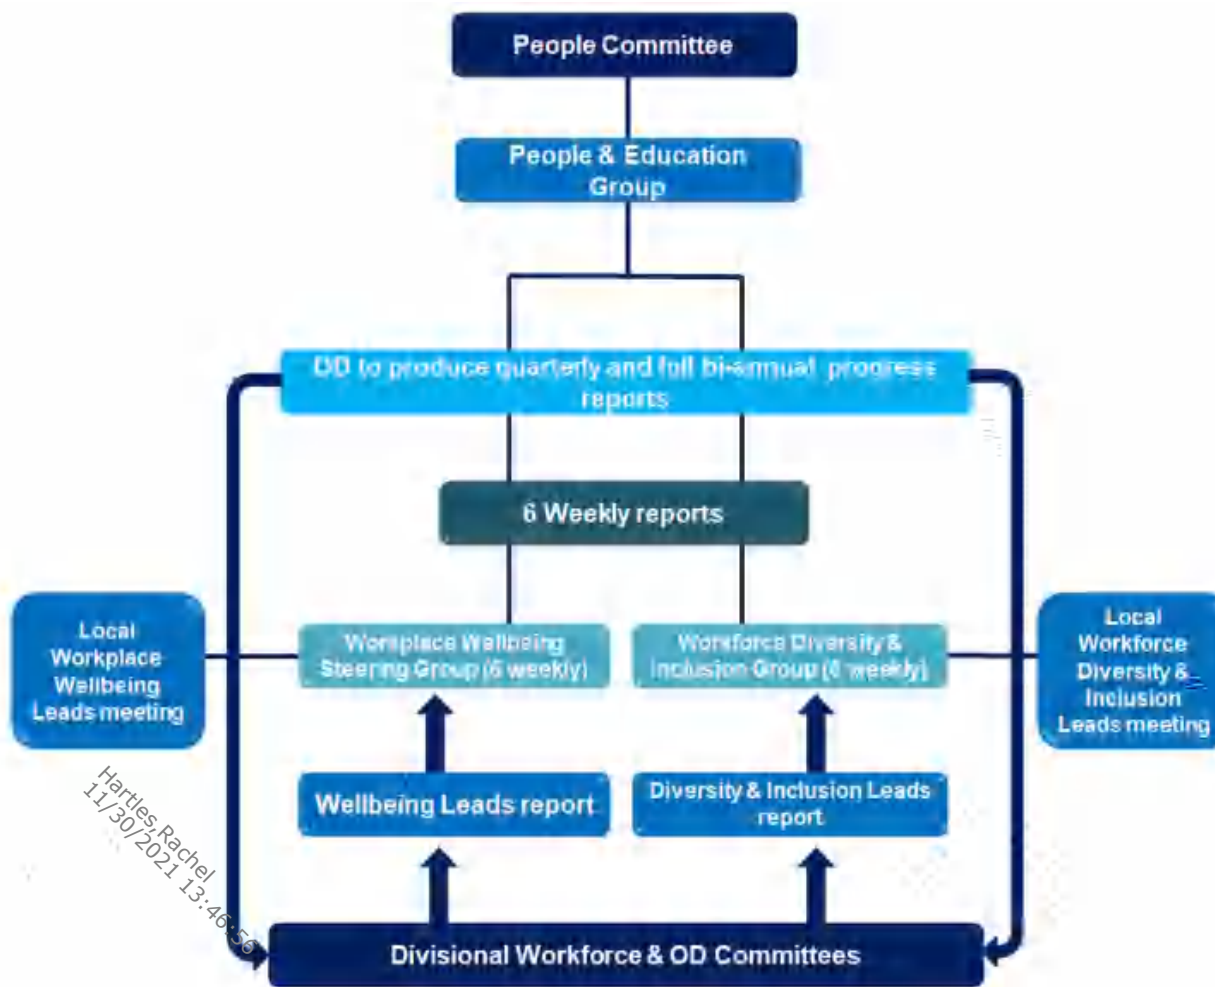 People Committee
People & Education
Group
OD to produce quarterly and full bi-annual progress
reports
6 Weekly reports
Local
Workplace
Wellbeing
Leads meeting
Workplace Wellbeing
Steering Group (6 weekly)
Workforce Diversity &
Inclusion Group (6 weekly)
Local
Workforce
Diversity &
Inclusion
Leads meeting
Wellbeing Leads report
Diversity & Inclusion Leads
report
Divisional Workforce & OD Committees
Hartles,Rachel
11/30/2021 13:46:56